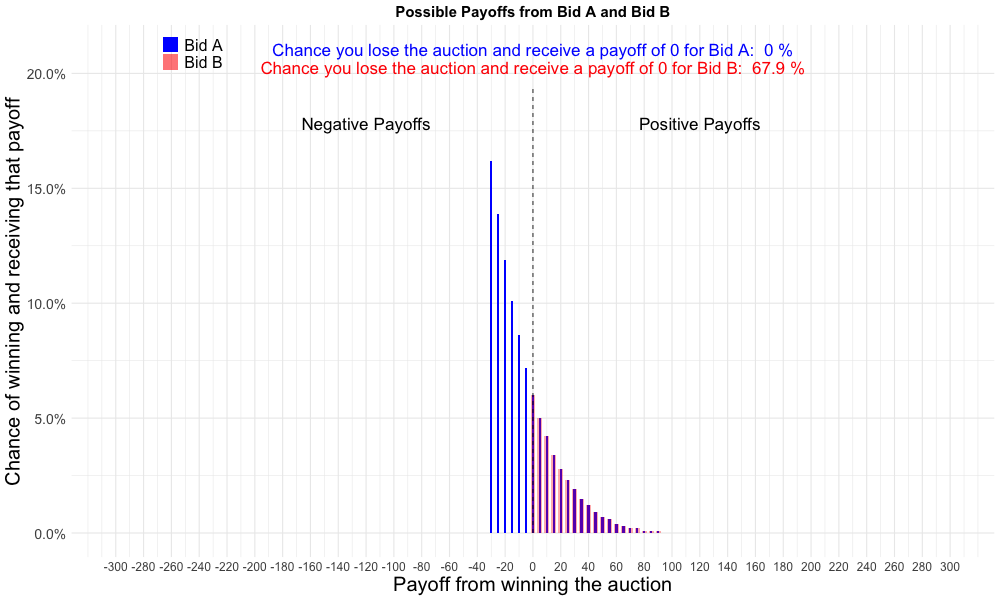 Possible Payoffs from Bid A and Bid B
Bid A
Bid B
Chance you lose the auction and receive a payoff of 0 for Bid A:  0 %
Chance you lose the auction and receive a payoff of 0 for Bid B:  67.9 %
Negative Payoffs
Positive Payoffs
Chance of winning and receiving that payoff
20.0%
15.0%
10.0%
5.0%
0.0%
-300 -280 -260 -240 -220 -200 -180 -160 -140 -120 -100 -80 -60 -40 -20 0 20 40 60 80 100 120 140 160 180 200 220 240 260 280 300
Payoff from winning the auction